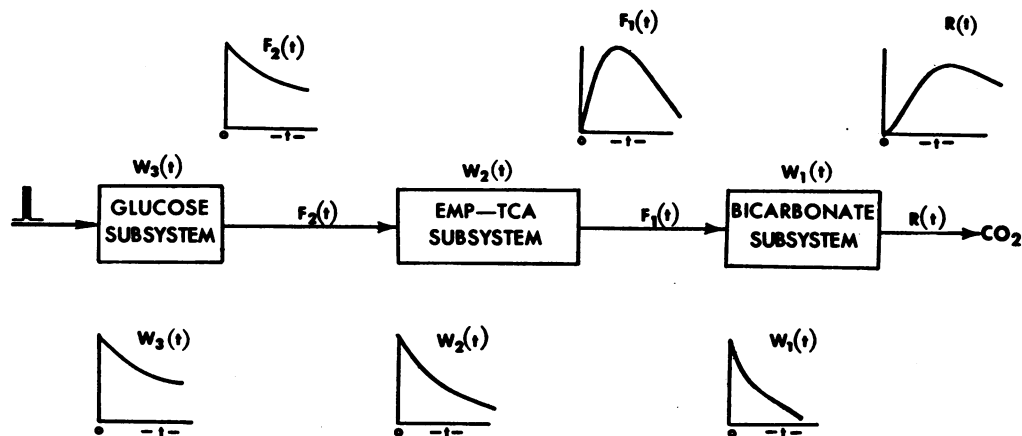 F₂(t)
o –t–
F₁(t)
o –t–
R(t)
o –t–
W₃(t)
GLUCOSE
SUBSYSTEM
F₂(t)
W₂(t)
EMP—TCA
SUBSYSTEM
F₁(t)
W₁(t)
BICARBONATE
SUBSYSTEM
R(t)
CO₂
W₃(t)
o –t–
W₂(t)
o –t–
W₁(t)
o –t–